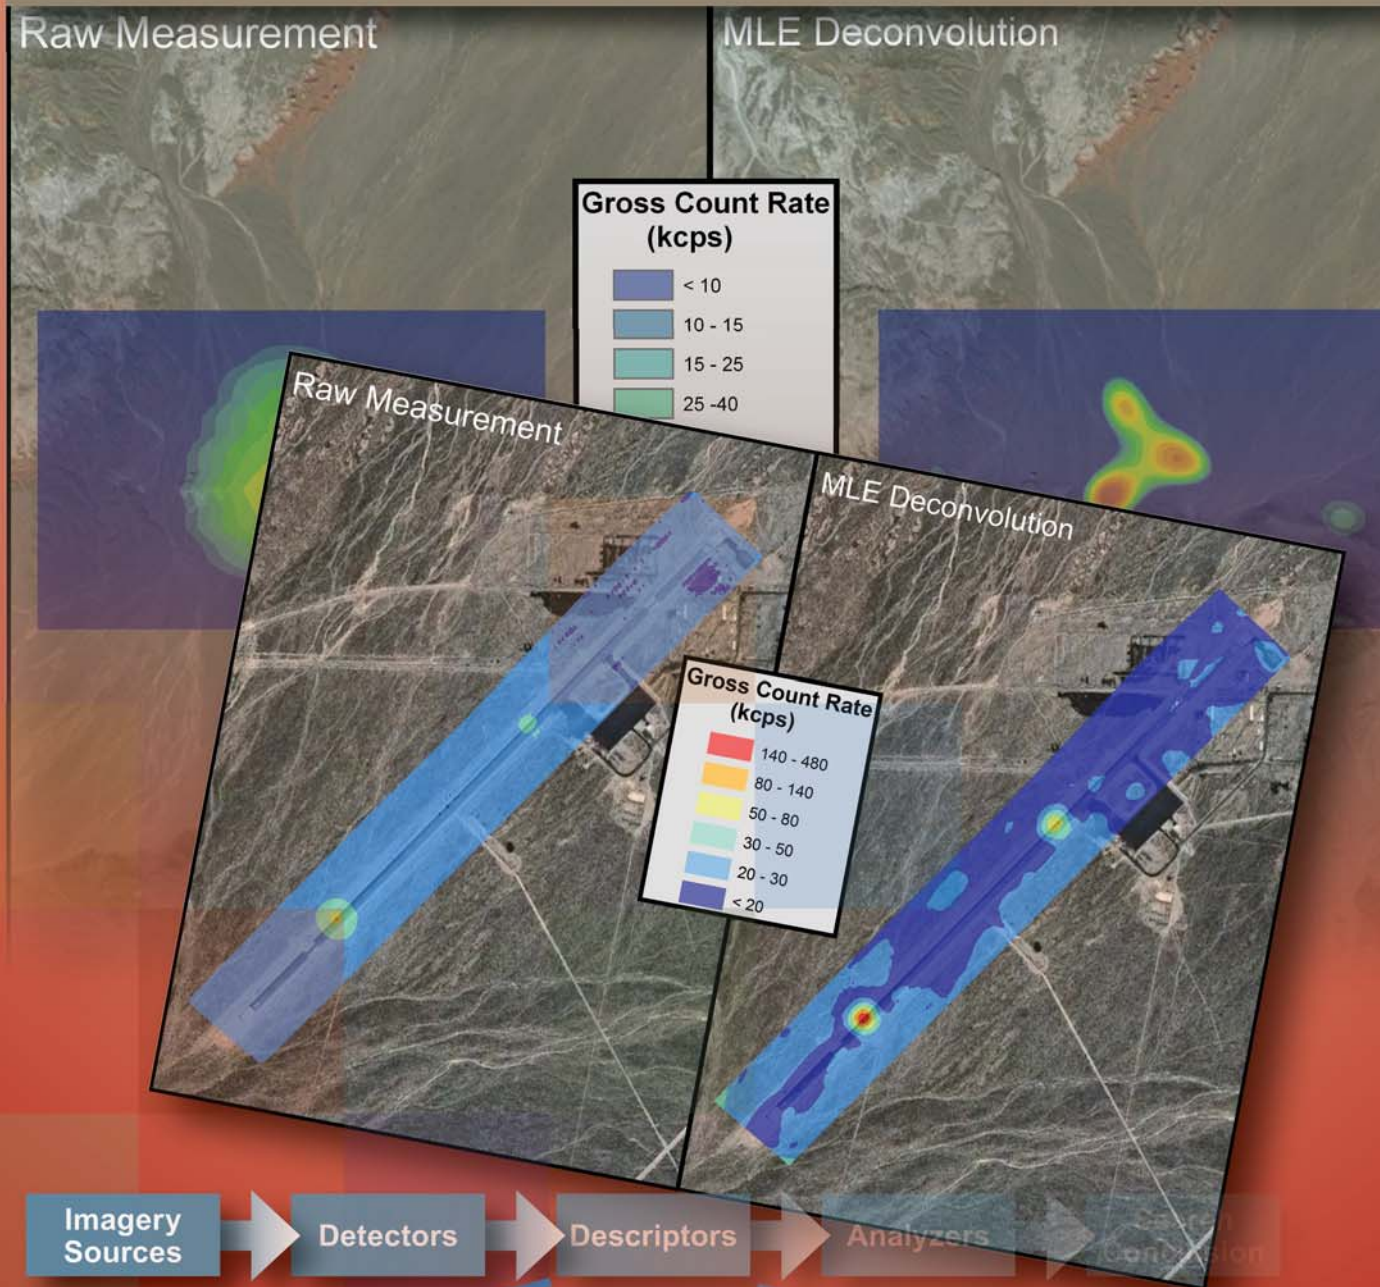 Raw Measurement
MLE Deconvolution
Gross Count Rate
(kcps)
< 10
10 - 15
15 - 25
25 -40
Raw Measurement
MLE Deconvolution
Gross Count Rate
(kcps)
140 - 480
80 - 140
50 - 80
30 - 50
20 - 30
< 20
Imagery
Sources
Detectors
Descriptors
Analyzers